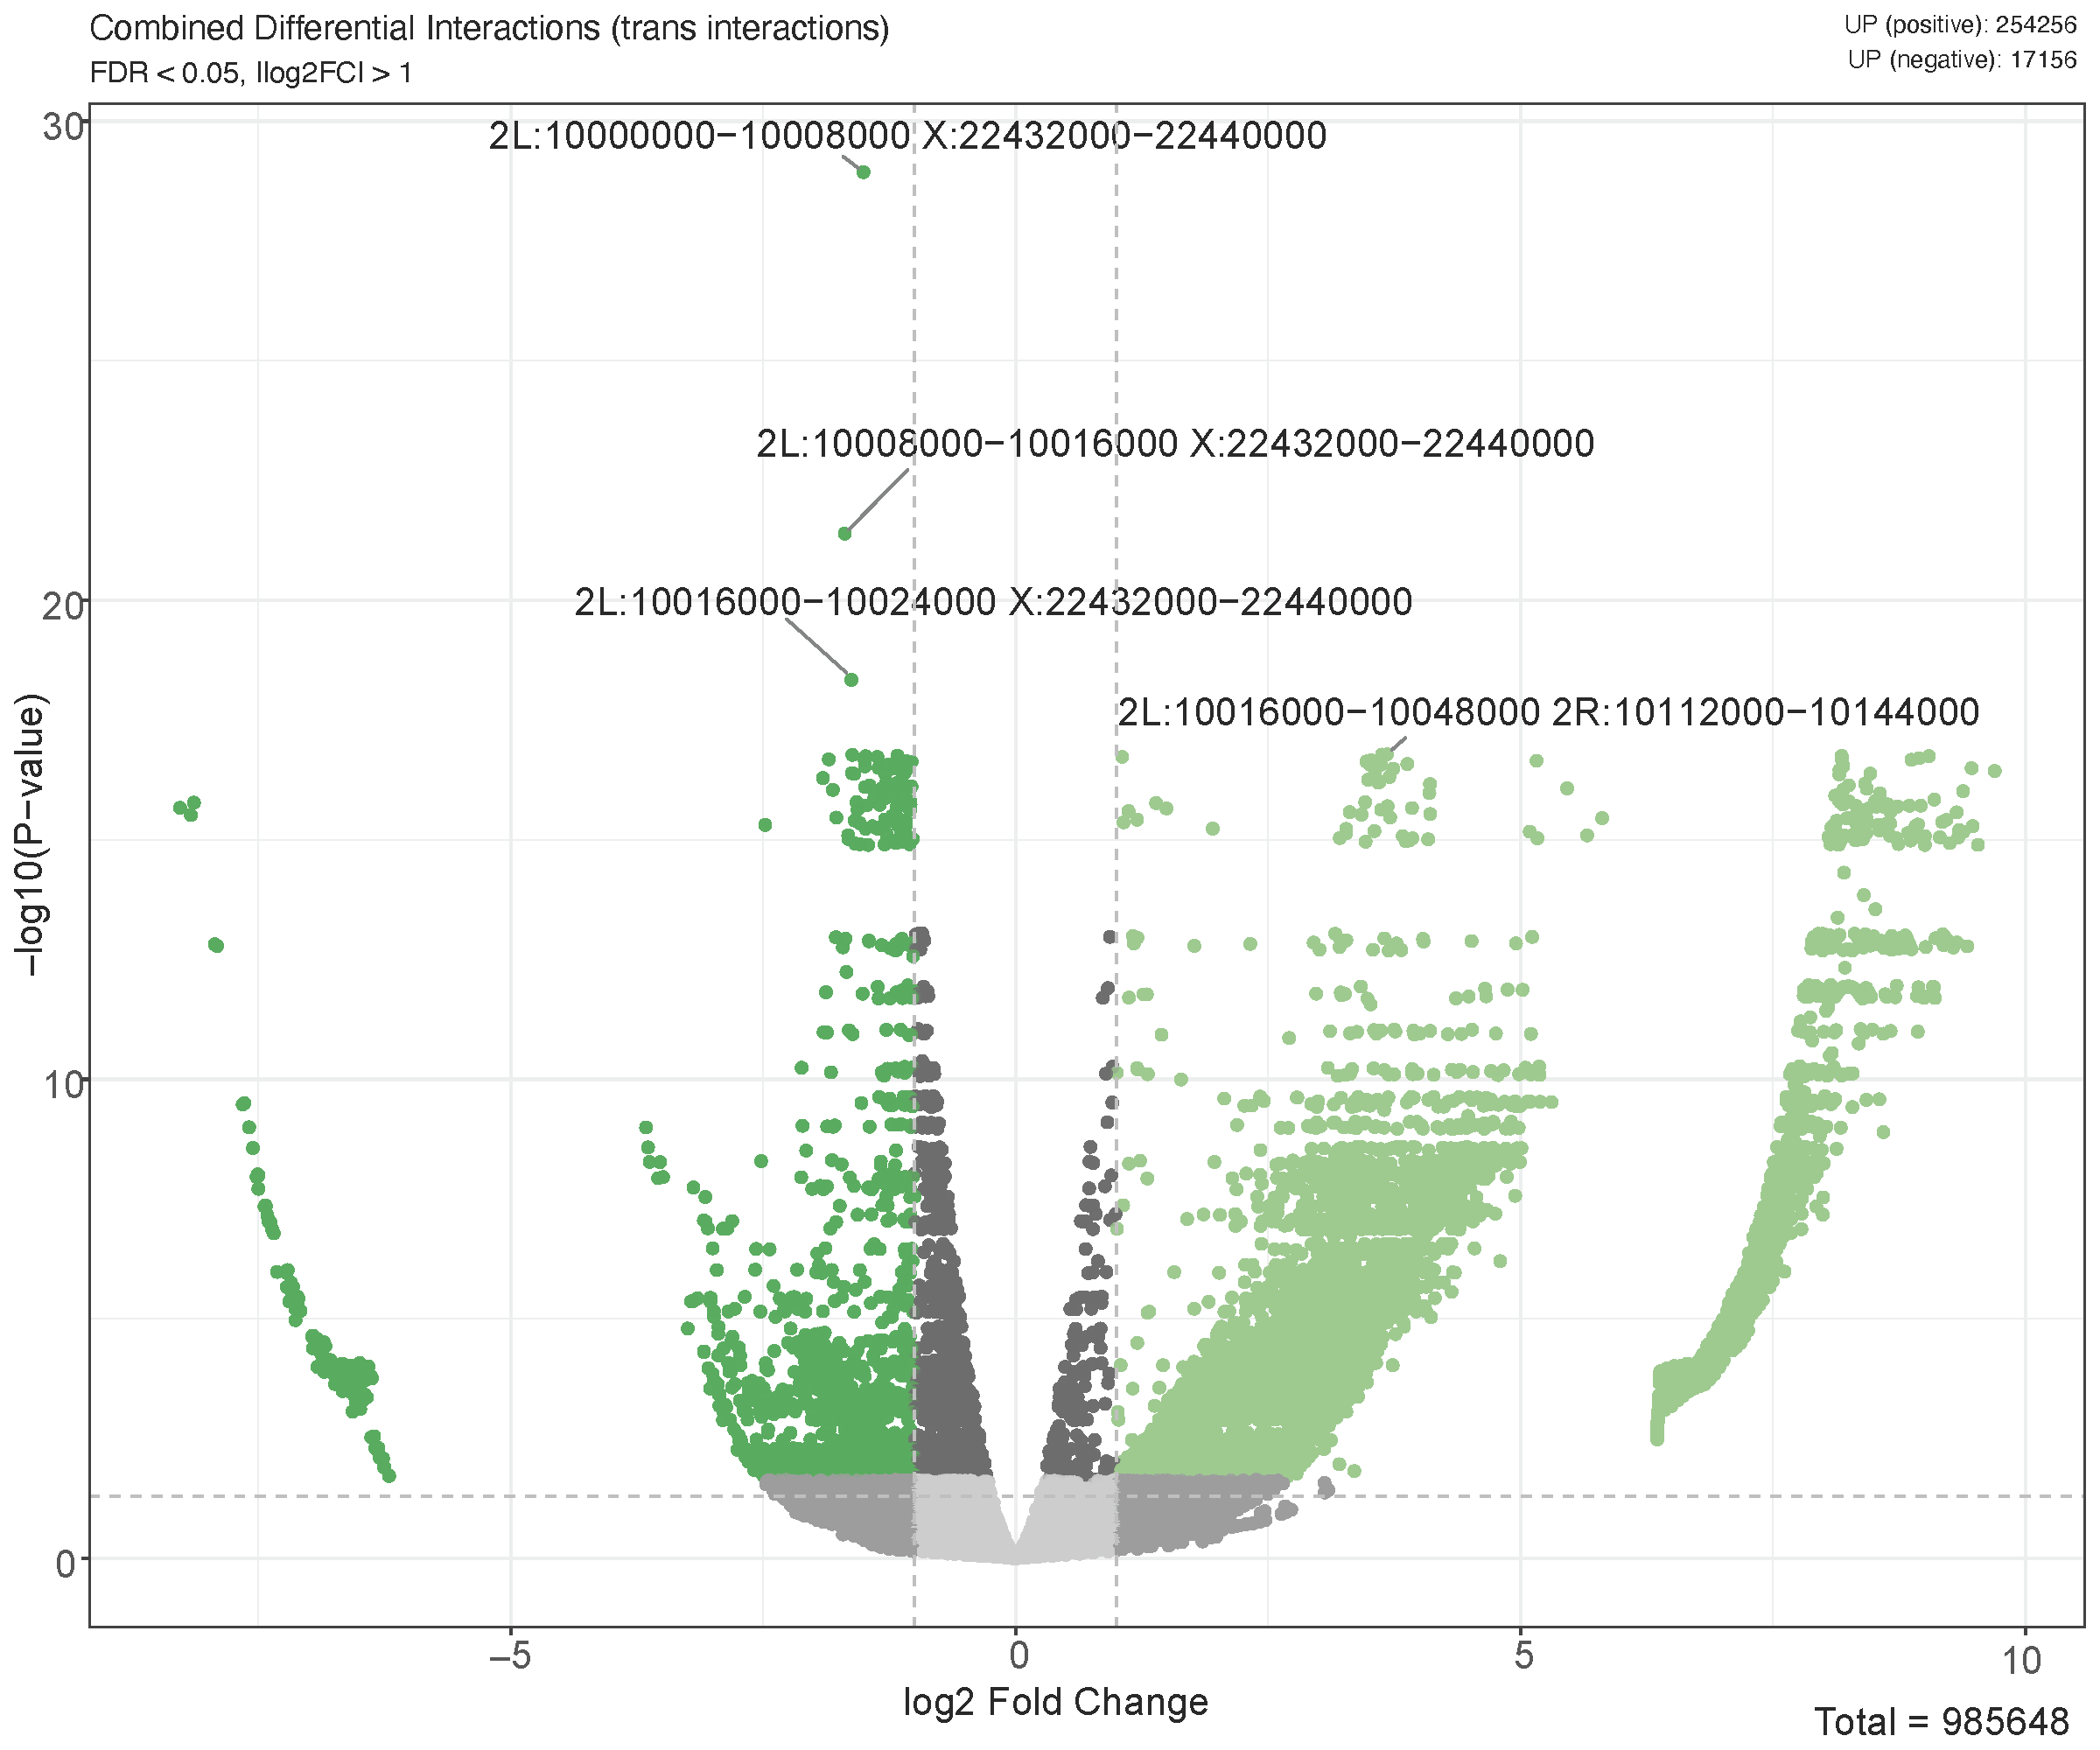 Combined Differential Interactions (trans interactions)
FDR < 0.05, llog2FCl > 1
UP (positive): 254256
UP (negative): 17156
30
20
10
0
−log10(P−value)
2L:10000000−10008000 X:22432000−22440000
2L:10008000−10016000 X:22432000−22440000
2L:10016000−10024000 X:22432000−22440000
2L:10016000−10048000 2R:10112000−10144000
−5
0
5
10
log2 Fold Change
Total = 985648